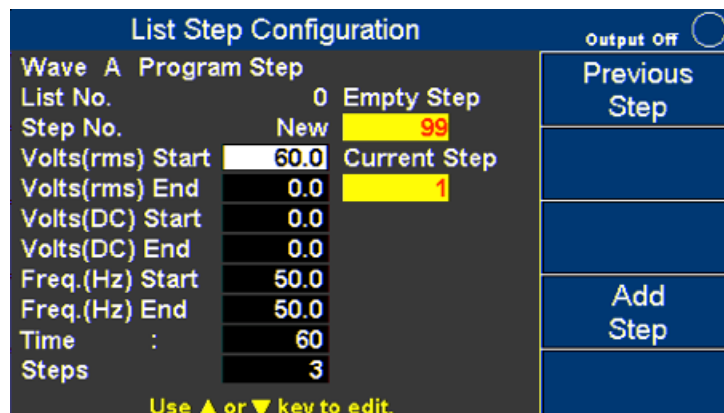 List Step Configuration
Output Off
Wave A Program Step
List No. 0 Empty Step
Step No. New 99
Volts(rms) Start 60.0 Current Step
Volts(rms) End 0.0 1
Volts(DC) Start 0.0
Volts(DC) End 0.0
Freq.(Hz) Start 50.0
Freq.(Hz) End 50.0
Time : 60
Steps 3
Use ▲ or ▼ key to edit.
Previous
Step
Add
Step